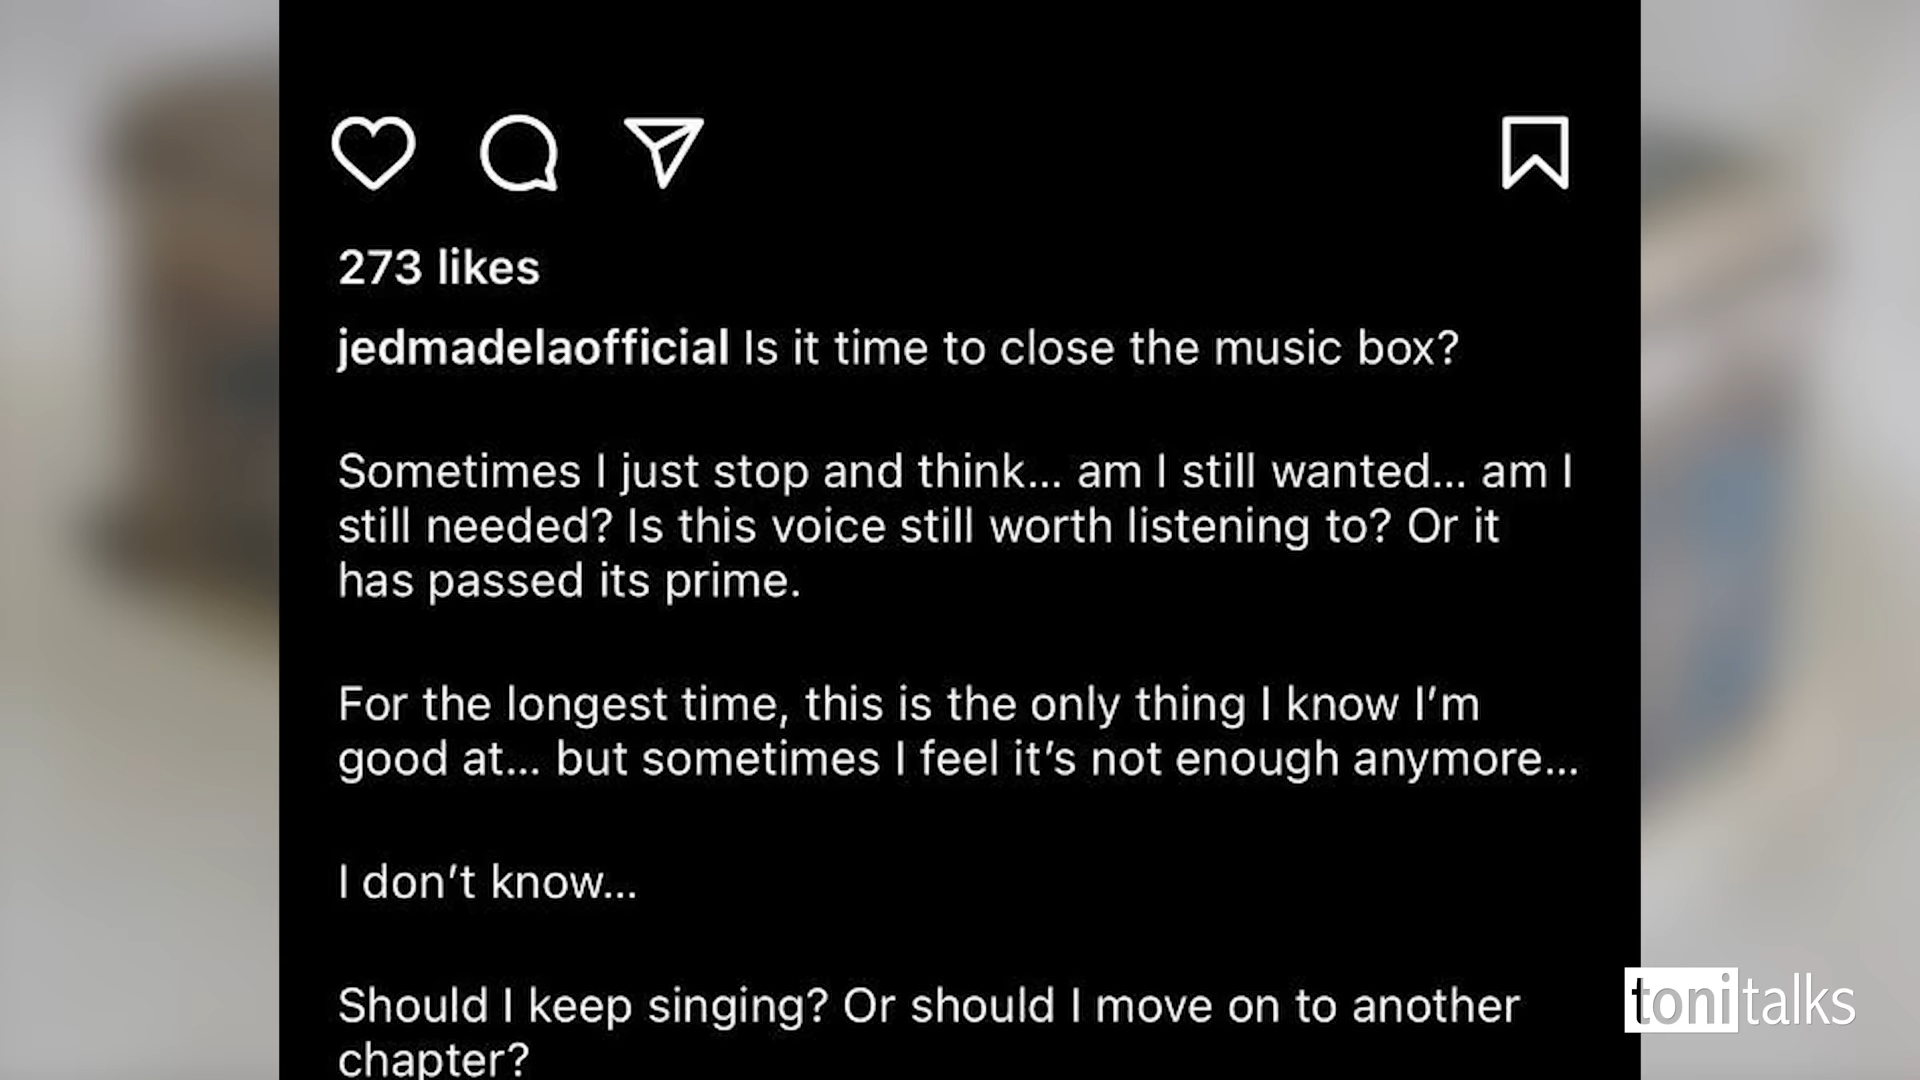 273 likes
jedmadelaofficial Is it time to close the music box?
Sometimes I just stop and think... am I still wanted... am I
still needed? Is this voice still worth listening to? Or it
has passed its prime.
For the longest time, this is the only thing I know I'm
good at... but sometimes I feel it's not enough anymore...
I don't know...
Should I keep singing? Or should I move on to another
chapter?
tonitalks